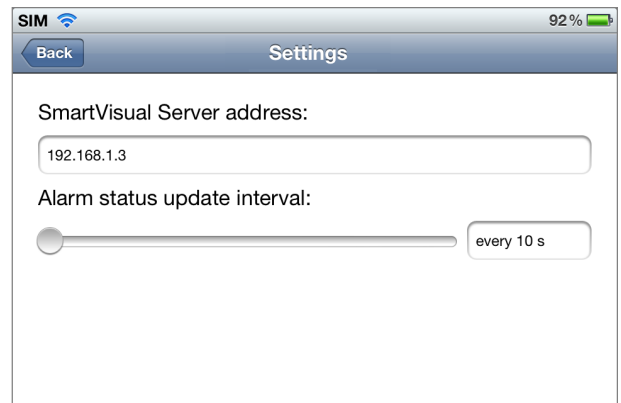 SIM 92 %
Back Settings
SmartVisual Server address:
192.168.1.3
Alarm status update interval:
every 10 s